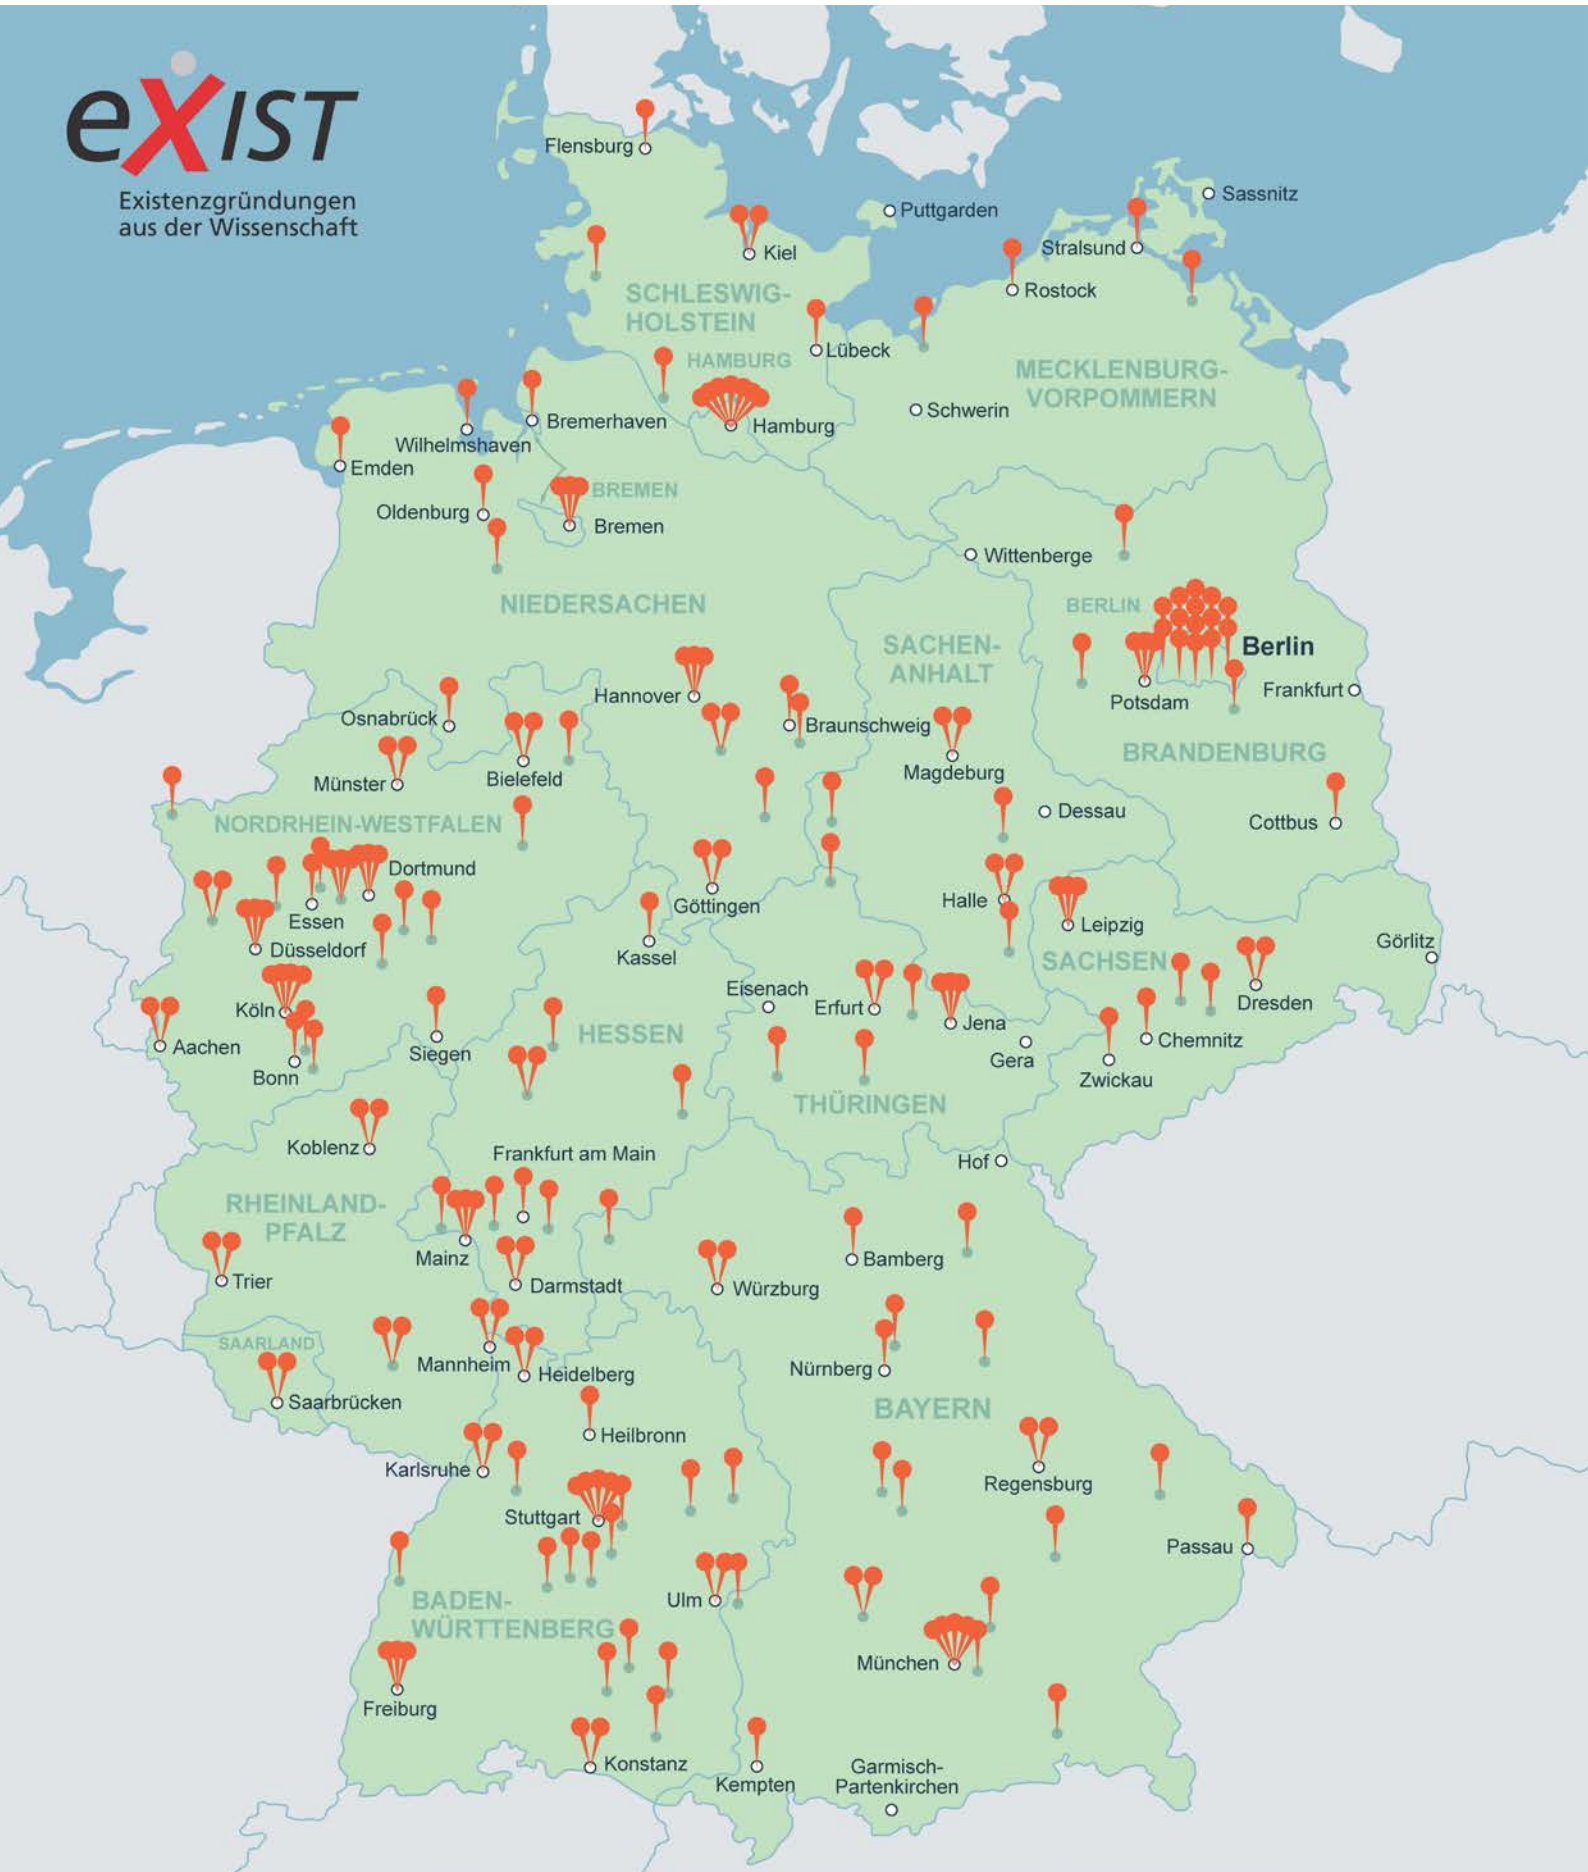 eXIST
Existenzgründungen
aus der Wissenschaft
Flensburg
Sassnitz
Puttgarden
Stralsund
Kiel
Rostock
SCHLESWIG-
HOLSTEIN
Lübeck
HAMBURG
MECKLENBURG-
VORPOMMERN
Schwerin
Hamburg
Bremerhaven
Wilhelmshaven
Emden
BREMEN
Oldenburg
Bremen
Wittenberge
NIEDERSACHEN
BERLIN
Berlin
SACHEN-
ANHALT
Hannover
Potsdam
Frankfurt
Osnabrück
Braunschweig
BRANDENBURG
Bielefeld
Magdeburg
Münster
Dessau
Cottbus
NORDRHEIN-WESTFALEN
Dortmund
Halle
Göttingen
Essen
Leipzig
Düsseldorf
Kassel
Görlitz
SACHSEN
Eisenach
Erfurt
Dresden
Köln
Jena
HESSEN
Chemnitz
Aachen
Siegen
Gera
Bonn
Zwickau
THÜRINGEN
Koblenz
Frankfurt am Main
Hof
RHEINLAND-
PFALZ
Mainz
Bamberg
Trier
Darmstadt
Würzburg
SAARLAND
Mannheim
Nürnberg
Heidelberg
Saarbrücken
BAYERN
Heilbronn
Karlsruhe
Regensburg
Stuttgart
Passau
BADEN-
WÜRTTENBERG
Ulm
München
Freiburg
Konstanz
Kempten
Garmisch-
Partenkirchen